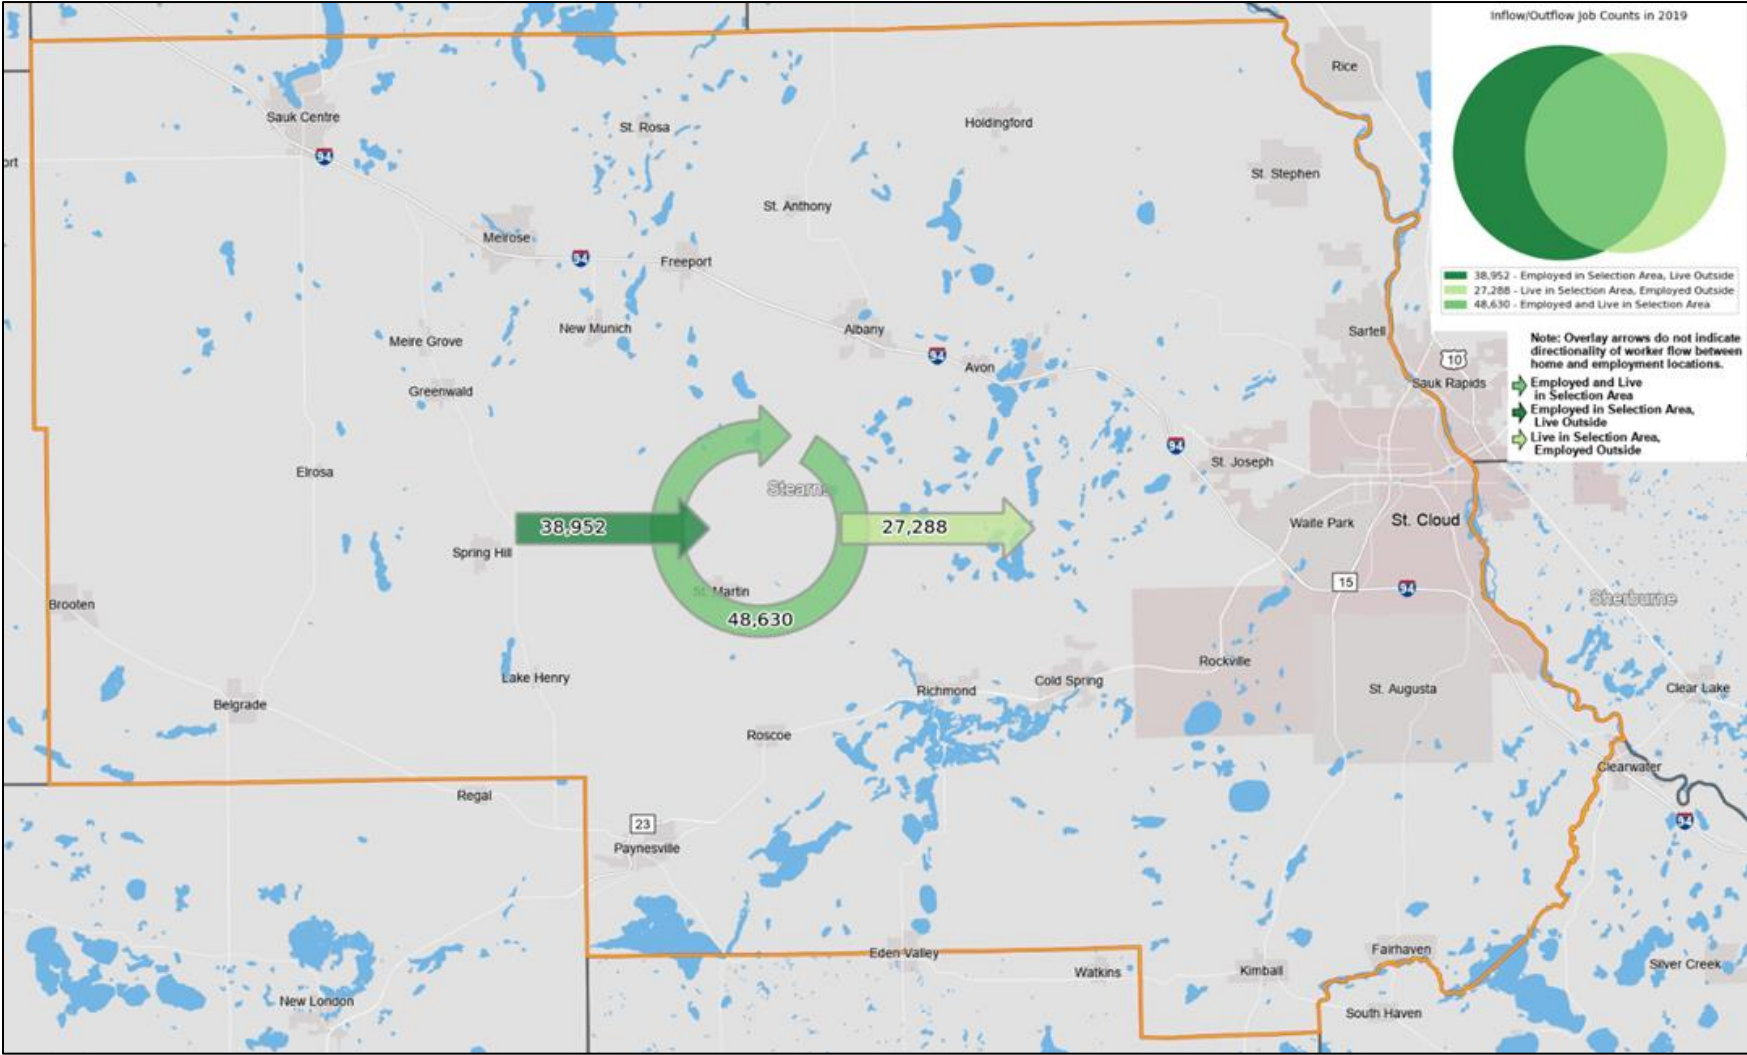 Inflow/Outflow Job Counts in 2019
Rice
Sauk Centre
St. Rosa
Holdingford
94
ort
St. Stephen
St. Anthony
Melrose
94
Freeport
38,952 - Employed in Selection Area, Live Outside
27,288 - Live in Selection Area, Employed Outside
48,630 - Employed and Live in Selection Area
New Munich
Albany
Sartell
Meire Grove
94
Avon
10
Note: Overlay arrows do not indicate
directionality of worker flow between
home and employment locations.
Greenwald
Sauk Rapids
Employed and Live
in Selection Area
Employed in Selection Area,
Live Outside
Live in Selection Area,
Employed Outside
94
Elrosa
St. Joseph
Stearns
38,952
27,288
Waite Park
St. Cloud
Spring Hill
15
94
St. Martin
Sherburne
Brooten
48,630
Rockville
Lake Henry
Cold Spring
Richmond
St. Augusta
Clear Lake
Belgrade
Roscoe
Clearwater
Regal
23
94
Paynesville
Eden Valley
Fairhaven
Watkins
Kimball
Silver Creek
New London
South Haven